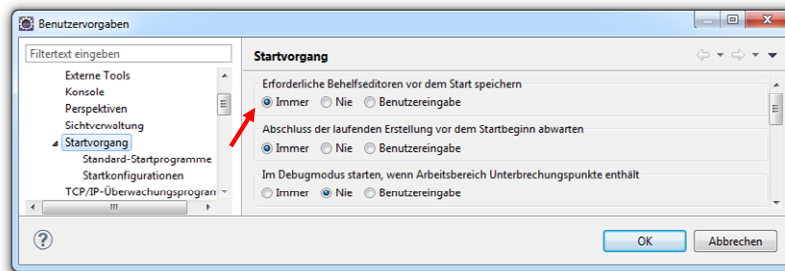 Benutzervorgaben
Filtertext eingeben
Externe Tools
Konsole
Perspektiven
Sichtverwaltung
Startvorgang
Standard-Startprogramme
Startkonfigurationen
TCP/IP-Überwachungsprogram
Startvorgang
Erforderliche Behelfseditoren vor dem Start speichern
Immer Nie Benutzereingabe
Abschluss der laufenden Erstellung vor dem Startbeginn abwarten
Immer Nie Benutzereingabe
Im Debugmodus starten, wenn Arbeitsbereich Unterbrechungspunkte enthält
Immer Nie Benutzereingabe
?
OK Abbrechen